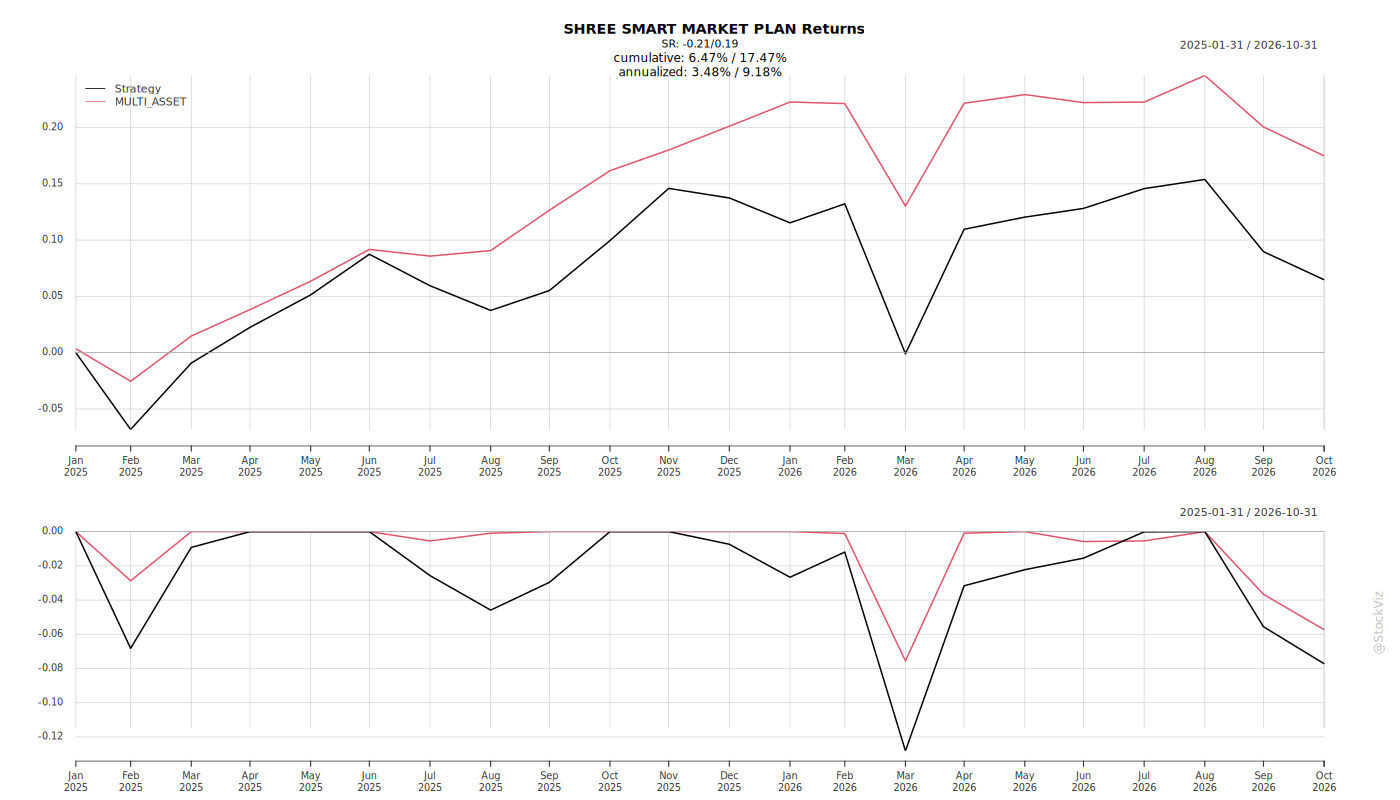 SHREE SMART MARKET PLAN Returns
SR: -0.21/0.19
cumulative: 6.47% / 17.47%
annualized: 3.48% / 9.18%
2025-01-31 / 2026-10-31
Strategy
MULTI_ASSET
0.20
0.15
0.10
0.05
0.00
-0.05
Jan Feb Mar Apr May Jun Jul Aug Sep Oct Nov Dec Jan Feb Mar Apr May Jun Jul Aug Sep Oct
2025 2025 2025 2025 2025 2025 2025 2025 2025 2025 2025 2025 2026 2026 2026 2026 2026 2026 2026 2026 2026 2026
2025-01-31 / 2026-10-31
0.00
-0.02
-0.04
-0.06
-0.08
-0.10
-0.12
Jan Feb Mar Apr May Jun Jul Aug Sep Oct Nov Dec Jan Feb Mar Apr May Jun Jul Aug Sep Oct
2025 2025 2025 2025 2025 2025 2025 2025 2025 2025 2025 2025 2026 2026 2026 2026 2026 2026 2026 2026 2026 2026
@StockViz